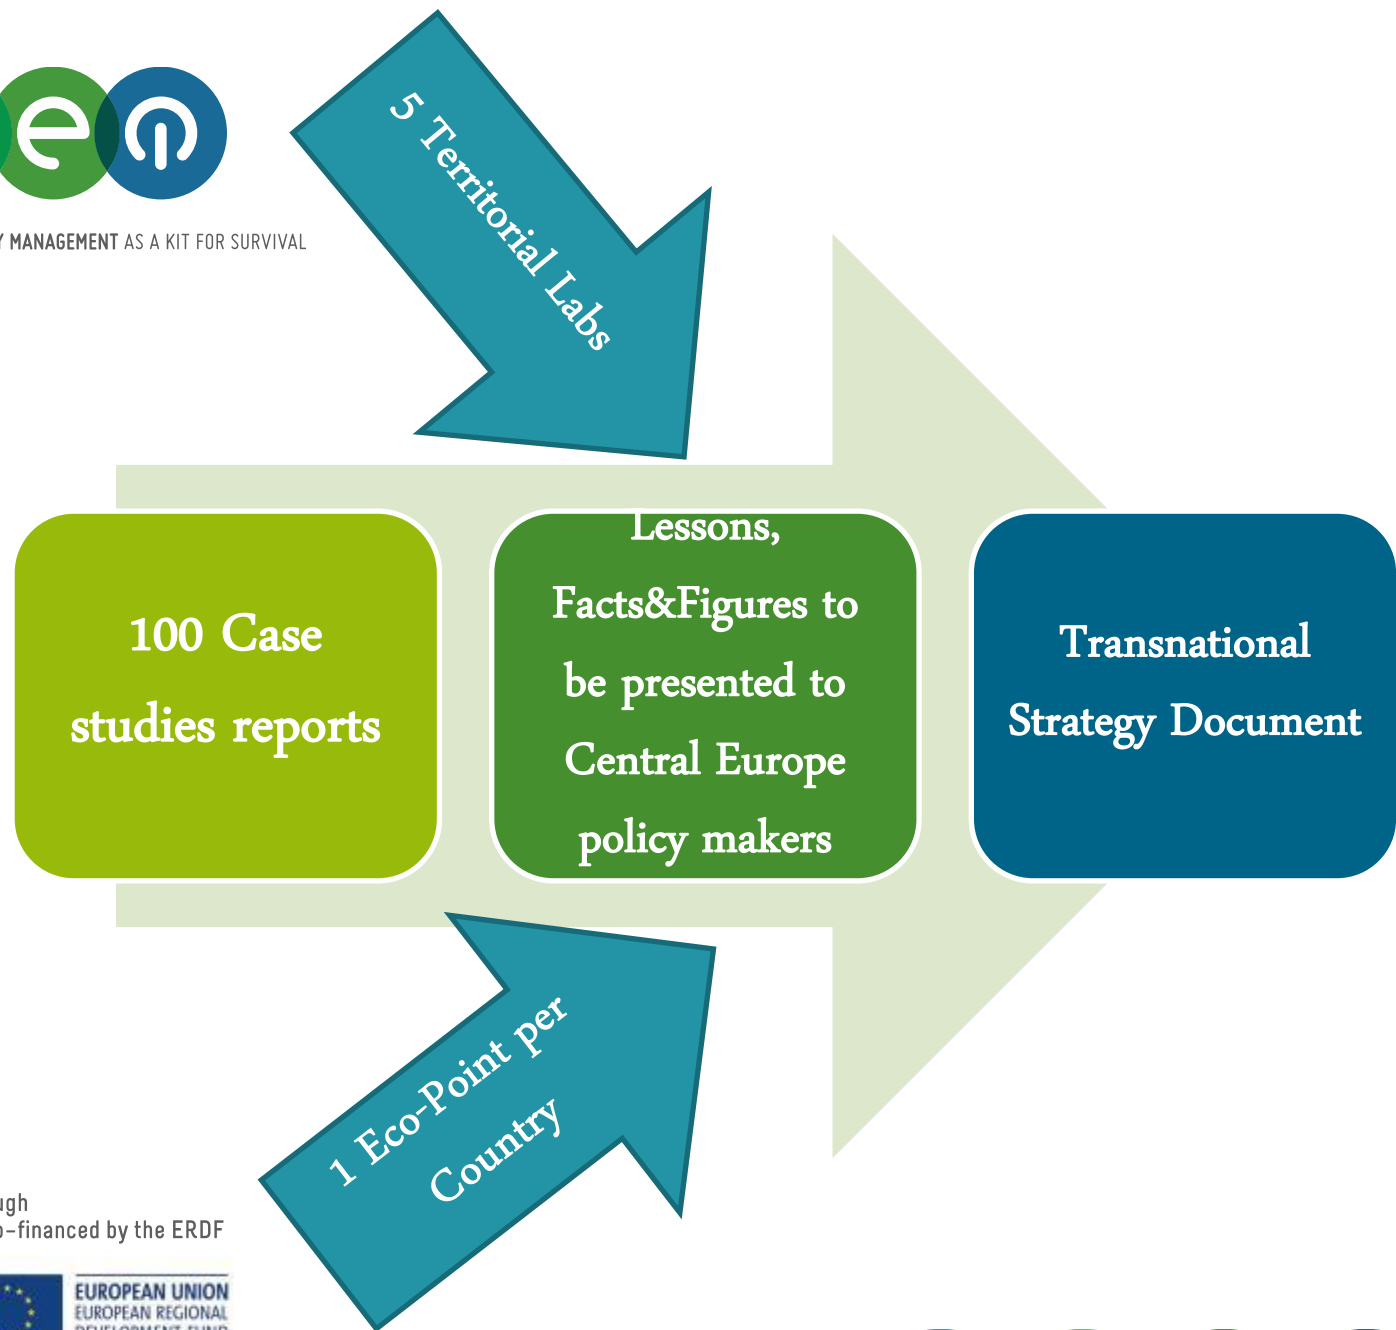 5 Territorial Labs
MANAGEMENT AS A KIT FOR SURVIVAL
100 Case
studies reports
Lessons,
Facts&Figures to
be presented to
Central Europe
policy makers
Transnational
Strategy Document
1 Eco-Point per
Country
-financed by the ERDF
EUROPEAN UNION
EUROPEAN REGIONAL
DEVELOPMENT FUND